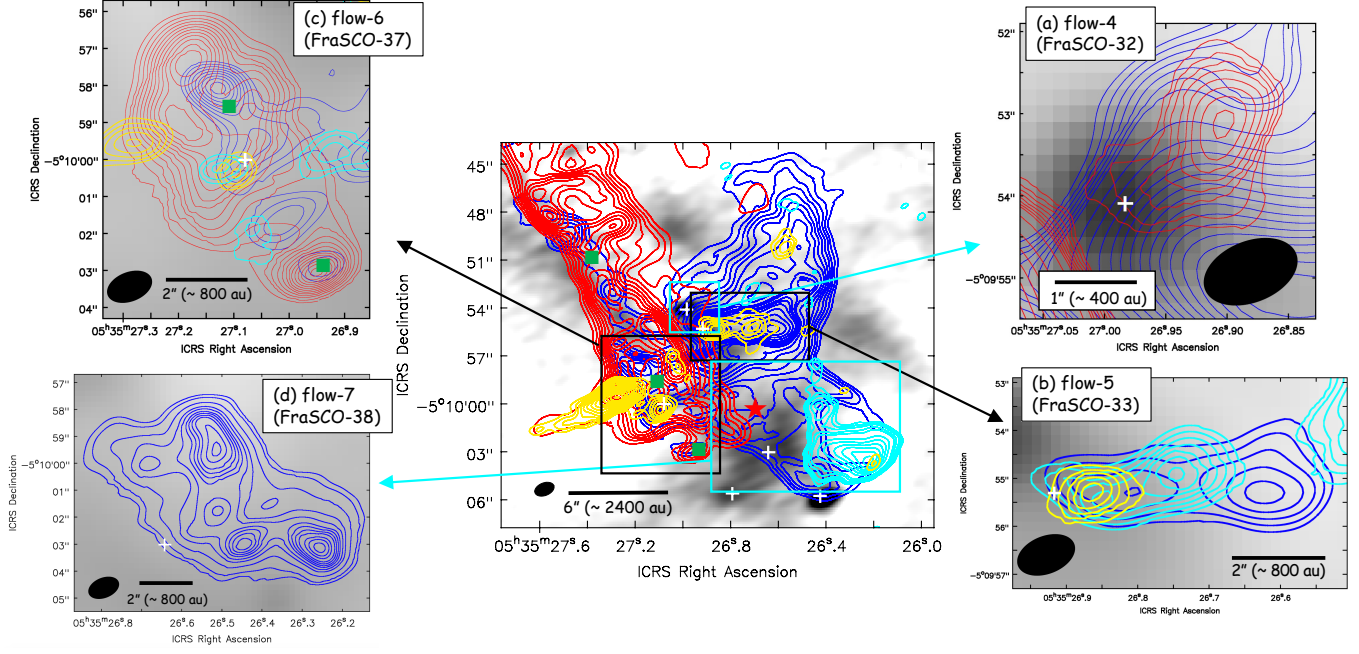 (c) flow-6
(FraSCO-37)
56''
57''
58''
59''
−5°10'00''
01''
02''
03''
04''
ICRS Declination
2” (~ 800 au)
05ʰ35ᵐ27ˢ.3
27ˢ.2
27ˢ.1
27ˢ.0
26ˢ.9
ICRS Right Ascension
(a) flow-4
(FraSCO-32)
52''
53''
54''
−5°09'55''
ICRS Declination
1” (~ 400 au)
05ʰ35ᵐ27ˢ.05
27ˢ.00
26ˢ.95
26ˢ.90
26ˢ.85
ICRS Right Ascension
45''
48''
51''
54''
57''
−5°10'00''
03''
06''
ICRS Declination
6” (~ 2400 au)
05ʰ35ᵐ27ˢ.6
27ˢ.2
26ˢ.8
26ˢ.4
26ˢ.0
ICRS Right Ascension
(d) flow-7
(FraSCO-38)
57''
58''
59''
−5°10'00''
01''
02''
03''
04''
05''
ICRS Declination
2” (~ 800 au)
05ʰ35ᵐ26ˢ.8
26ˢ.6
26ˢ.5
26ˢ.4
26ˢ.3
26ˢ.2
ICRS Right Ascension
(b) flow-5
(FraSCO-33)
53''
54''
55''
56''
−5°09'57''
ICRS Declination
2” (~ 800 au)
05ʰ35ᵐ26ˢ.9
26ˢ.8
26ˢ.7
26ˢ.6
ICRS Right Ascension